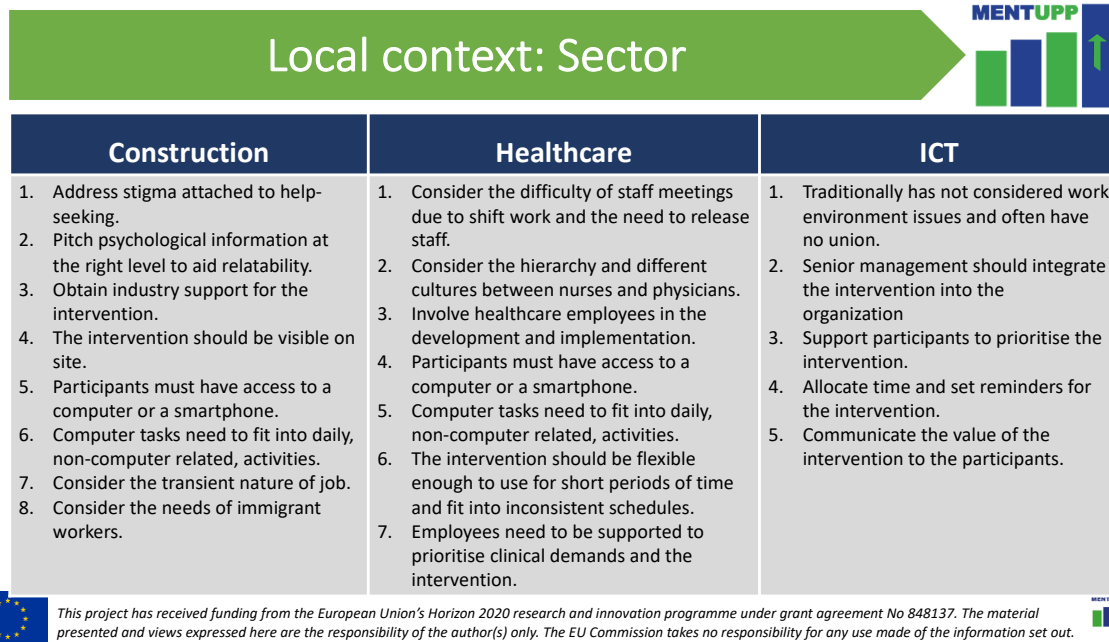 MENTUPP
Local context: Sector
Construction
1. Address stigma attached to help-
seeking.
2. Pitch psychological information at
the right level to aid relatability.
3. Obtain industry support for the
intervention.
4. The intervention should be visible on
site.
5. Participants must have access to a
computer or a smartphone.
6. Computer tasks need to fit into daily,
non-computer related, activities.
7. Consider the transient nature of job.
8. Consider the needs of immigrant
workers.
Healthcare
1. Consider the difficulty of staff meetings
due to shift work and the need to release
staff.
2. Consider the hierarchy and different
cultures between nurses and physicians.
3. Involve healthcare employees in the
development and implementation.
4. Participants must have access to a
computer or a smartphone.
5. Computer tasks need to fit into daily,
non-computer related, activities.
6. The intervention should be flexible
enough to use for short periods of time
and fit into inconsistent schedules.
7. Employees need to be supported to
prioritise clinical demands and the
intervention.
ICT
1. Traditionally has not considered work
environment issues and often have
no union.
2. Senior management should integrate
the intervention into the
organization
3. Support participants to prioritise the
intervention.
4. Allocate time and set reminders for
the intervention.
5. Communicate the value of the
intervention to the participants.
This project has received funding from the European Union's Horizon 2020 research and innovation programme under grant agreement No 848137. The material
presented and views expressed here are the responsibility of the author(s) only. The EU Commission takes no responsibility for any use made of the information set out.